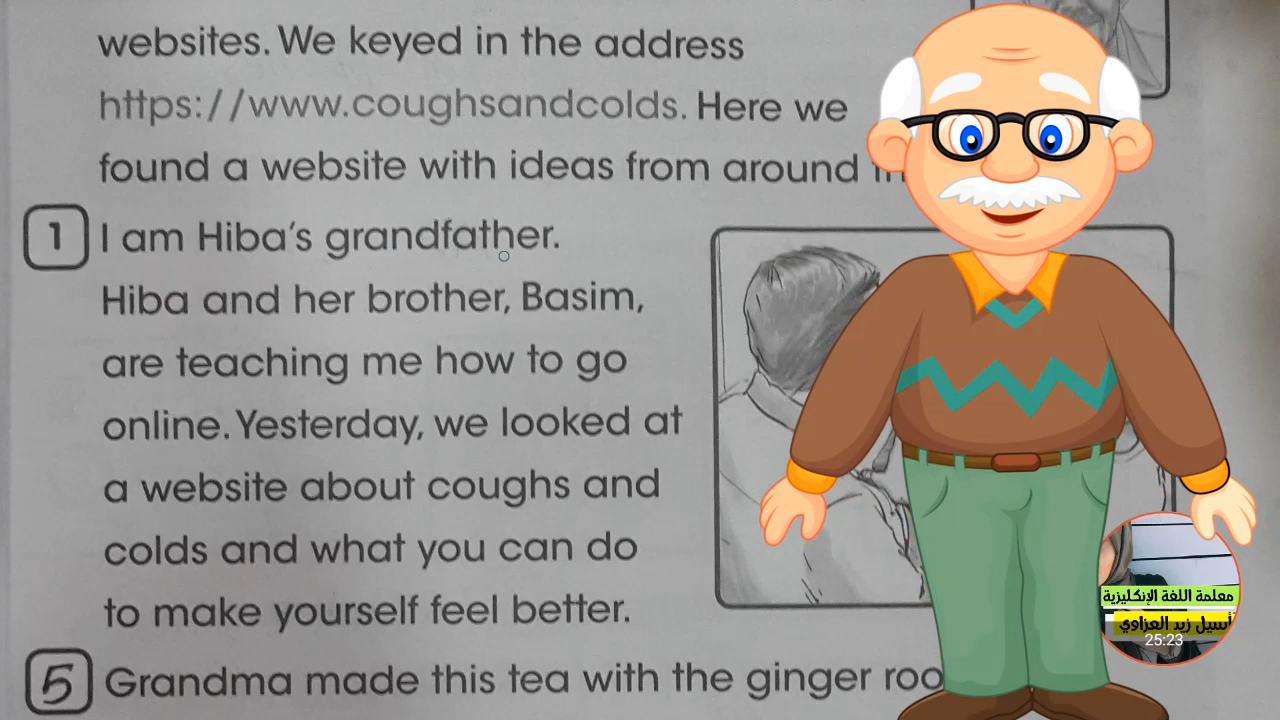 websites. We keyed in the address
https://www.coughsandcolds. Here we
found a website with ideas from around
1 I am Hiba's grandfather.
Hiba and her brother, Basim,
are teaching me how to go
online. Yesterday, we looked at
a website about coughs and
colds and what you can do
to make yourself feel better.
5 Grandma made this tea with the ginger
معلمة اللغة الإنكليزية
أسيل زيد العزاوي
25:23